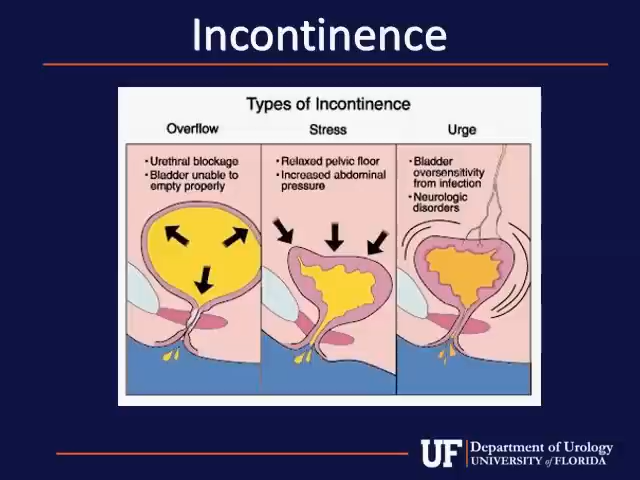 Incontinence
Types of Incontinence
Overflow
Stress
Urge
• Urethral blockage
• Bladder unable to
empty properly
• Relaxed pelvic floor
• Increased abdominal
pressure
• Bladder
oversensitivity
from infection
• Neurologic
disorders
UF Department of Urology
UNIVERSITY of FLORIDA